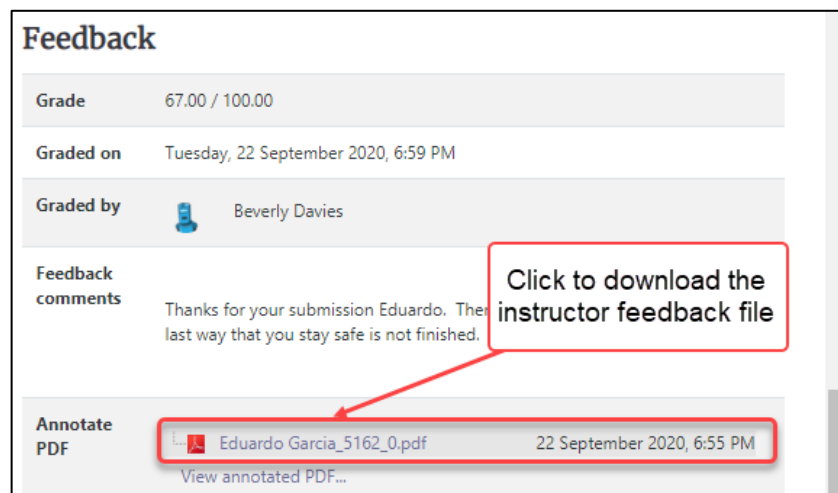 Feedback
Grade 67.00 / 100.00
Graded on Tuesday, 22 September 2020, 6:59 PM
Graded by Beverly Davies
Feedback comments
Thanks for your submission Eduardo.
last way that you stay safe is not finished.
Click to download the
instructor feedback file
Annotate PDF
Eduardo Garcia_5162_0.pdf 22 September 2020, 6:55 PM
View annotated PDF...